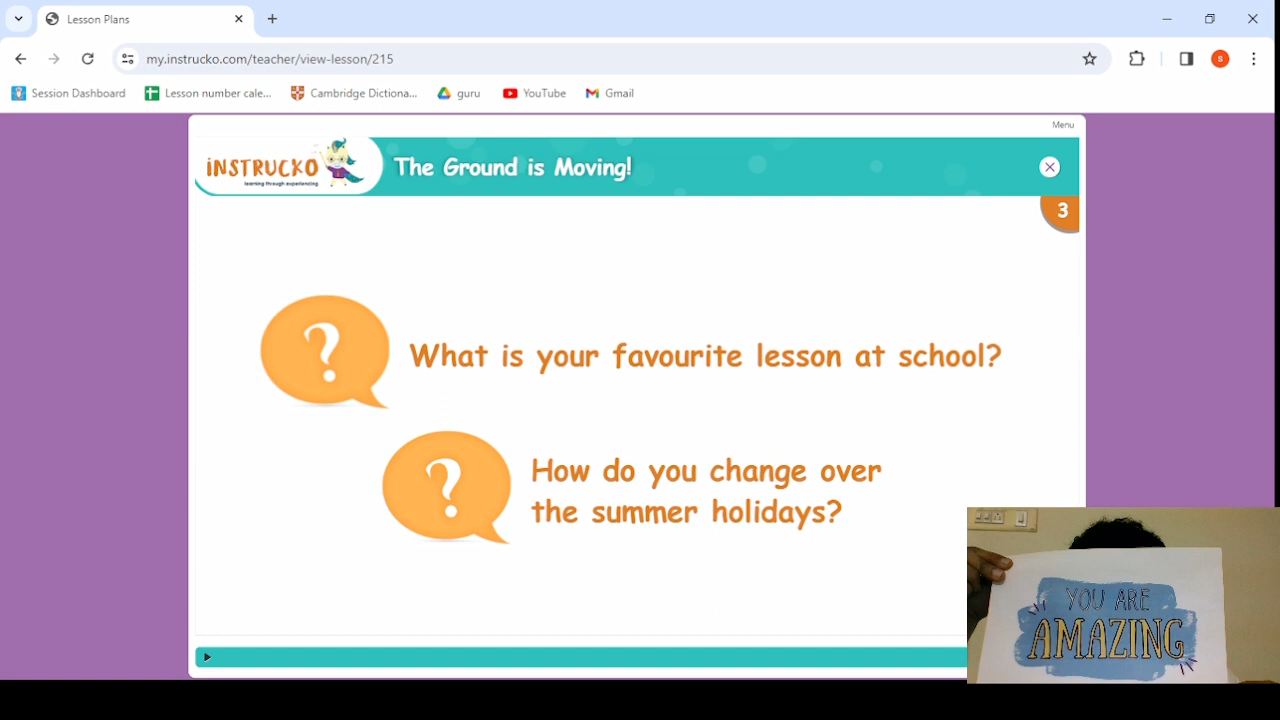 Lesson Plans
my.instrucko.com/teacher/view-lesson/215
S
Session Dashboard
Lesson number cale...
Cambridge Dictiona...
guru
YouTube
Gmail
Menu
iNSTRUCKO
learning through experiencing
The Ground is Moving!
3
?
What is your favourite lesson at school?
?
How do you change over
the summer holidays?
YOU ARE
AMAZING